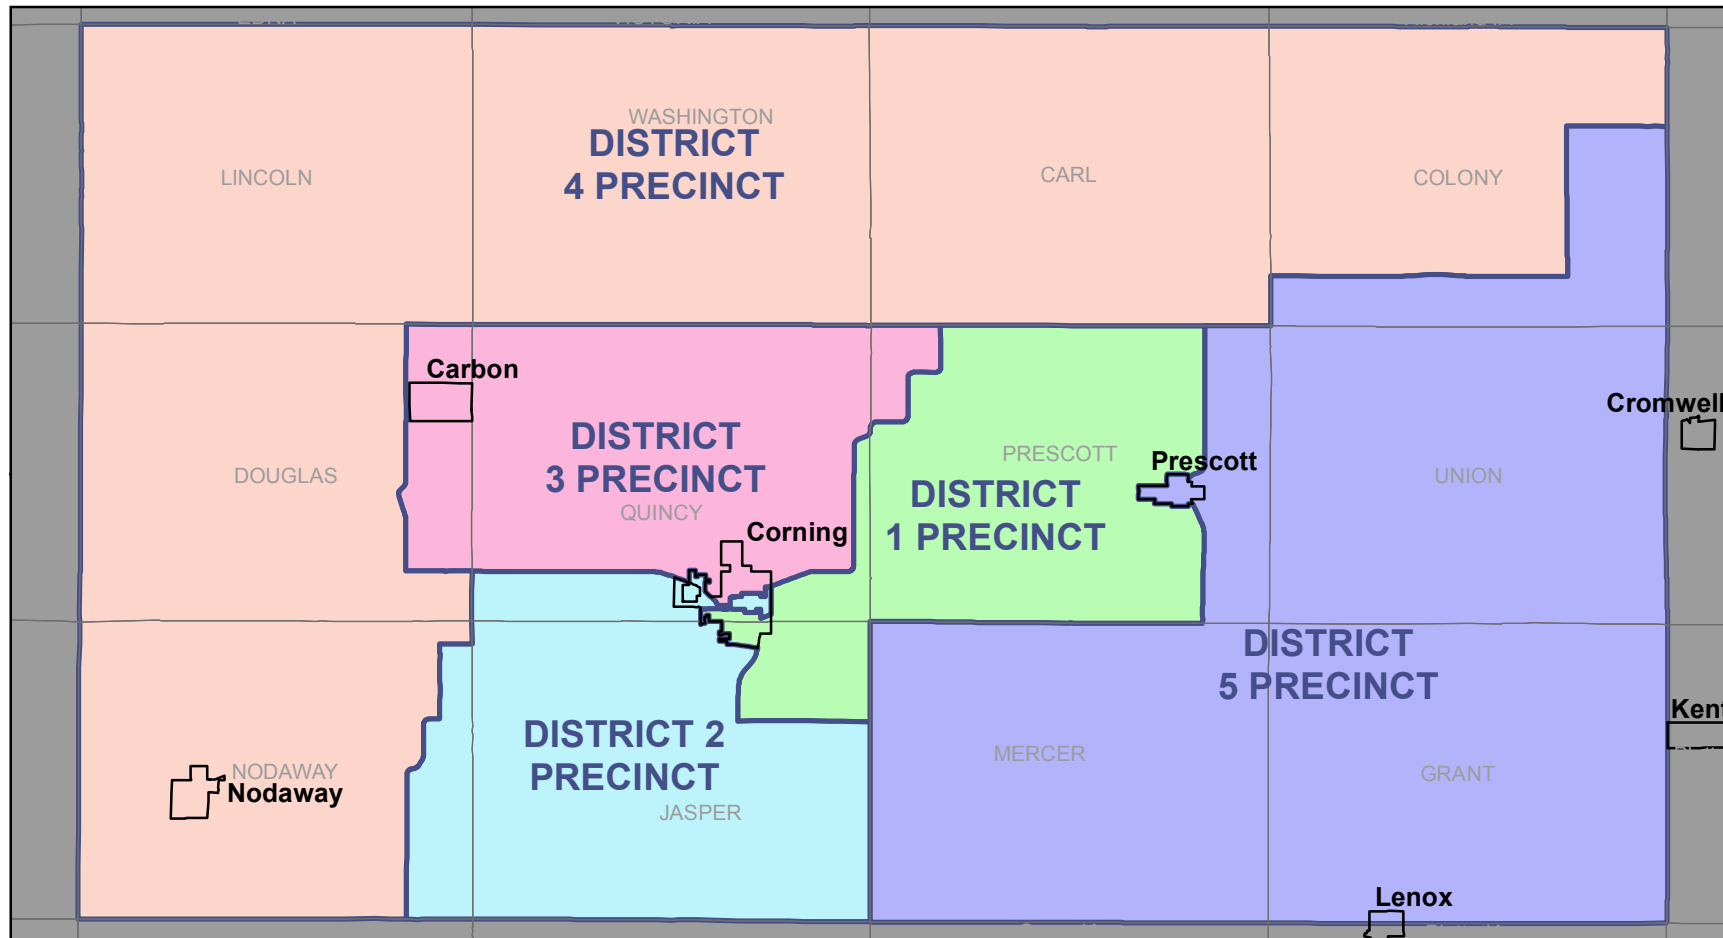 WASHINGTON
DISTRICT
4 PRECINCT
LINCOLN
CARL
COLONY
Carbon
Cromwell
DISTRICT
3 PRECINCT
QUINCY
DOUGLAS
PRESCOTT
Prescott
UNION
DISTRICT
1 PRECINCT
Corning
DISTRICT
5 PRECINCT
Kent
DISTRICT 2
PRECINCT
MERCER
GRANT
NODAWAY
Nodaway
JASPER
Lenox